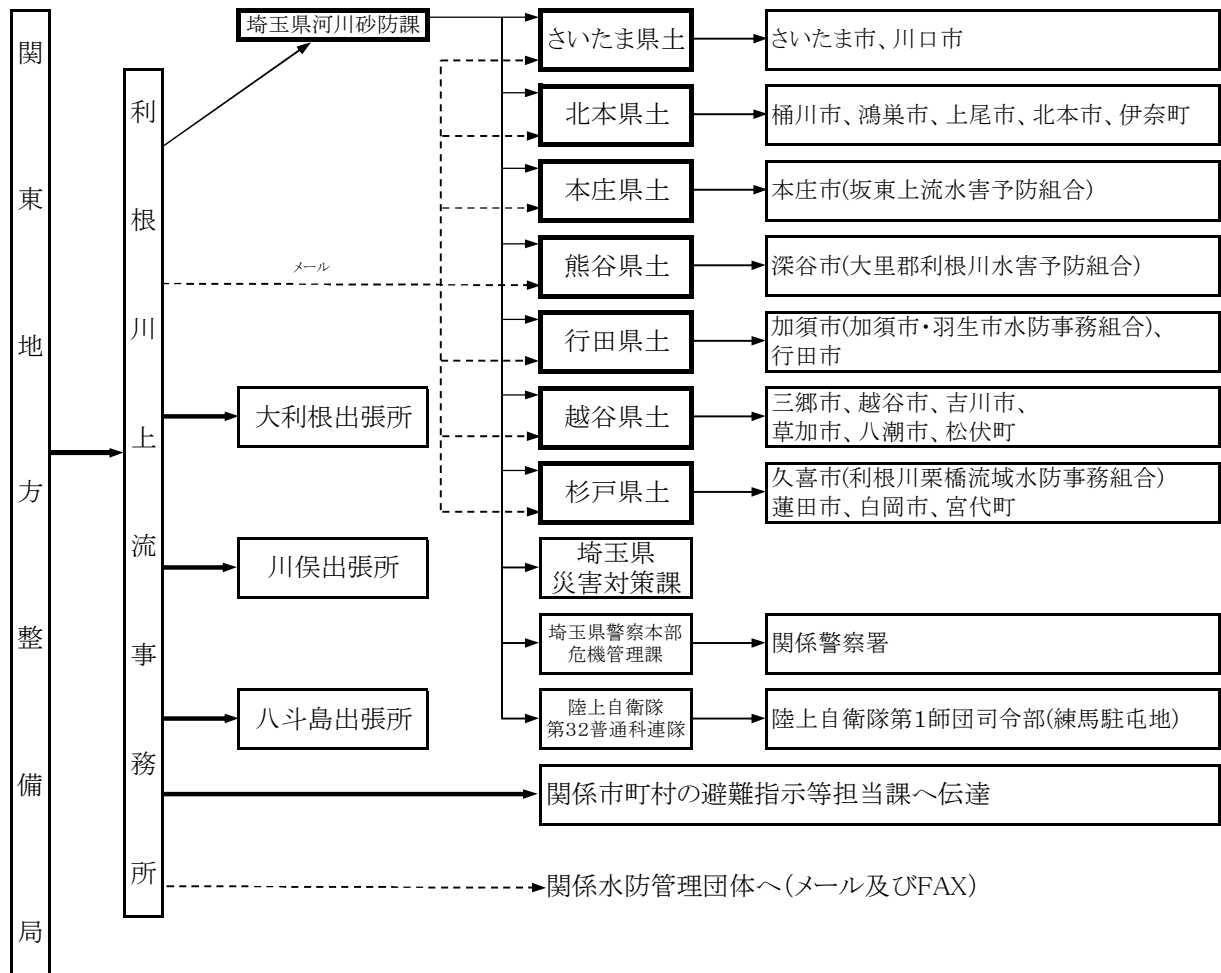 関東地方整備局
利根川上流事務所
埼玉県河川砂防課
メール
大利根出張所
川俣出張所
八斗島出張所
さいたま県土
さいたま市、川口市
北本県土
桶川市、鴻巣市、上尾市、北本市、伊奈町
本庄県土
本庄市(坂東上流水害予防組合)
熊谷県土
深谷市(大里郡利根川水害予防組合)
行田県土
加須市(加須市・羽生市水防事務組合)、
行田市
越谷県土
三郷市、越谷市、吉川市、
草加市、八潮市、松伏町
杉戸県土
久喜市(利根川栗橋流域水防事務組合)
蓮田市、白岡市、宮代町
埼玉県
災害対策課
埼玉県警察本部
危機管理課
関係警察署
陸上自衛隊
第32普通科連隊
陸上自衛隊第1師団司令部(練馬駐屯地)
関係市町村の避難指示等担当課へ伝達
関係水防管理団体へ(メール及びFAX)